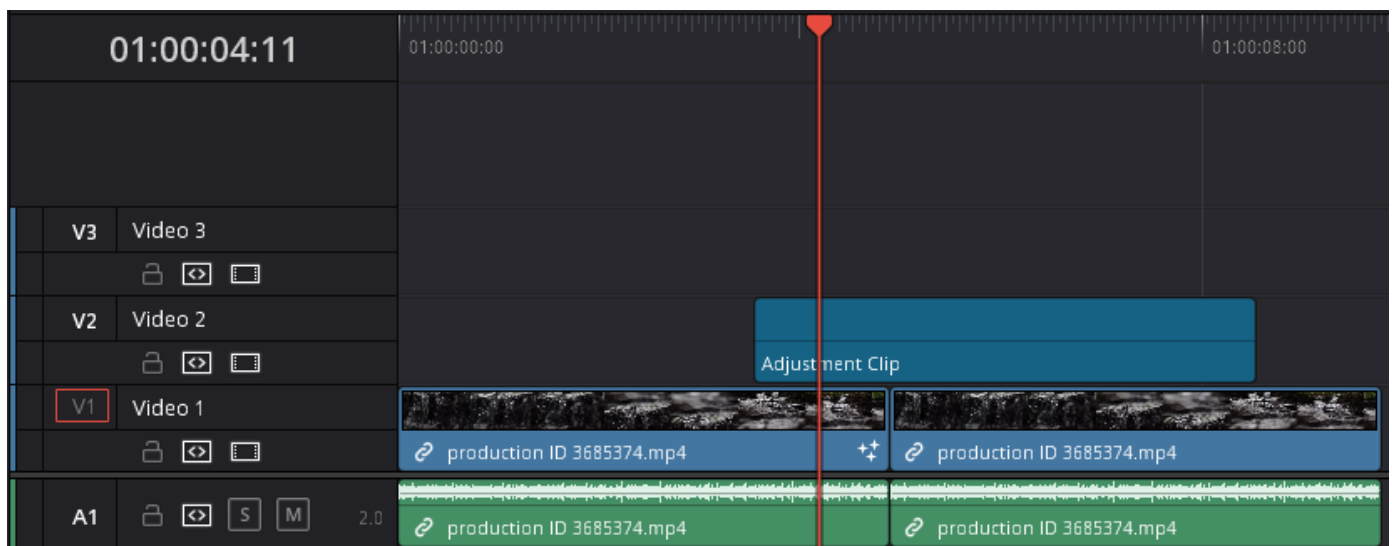 01:00:04:11
01:00:00:00
01:00:08:00
V3 Video 3
V2 Video 2
Adjustment Clip
V1 Video 1
production ID 3685374.mp4 production ID 3685374.mp4
A1 S M 2.0
production ID 3685374.mp4 production ID 3685374.mp4